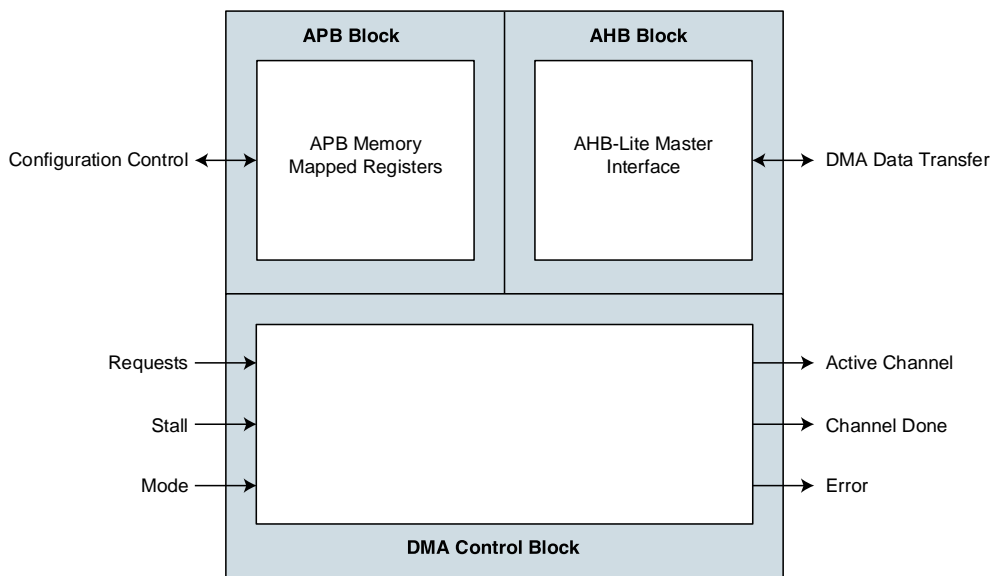 APB Block
AHB Block
Configuration Control
APB Memory
Mapped Registers
AHB-Lite Master
Interface
DMA Data Transfer
Requests
Active Channel
Stall
Channel Done
Mode
Error
DMA Control Block